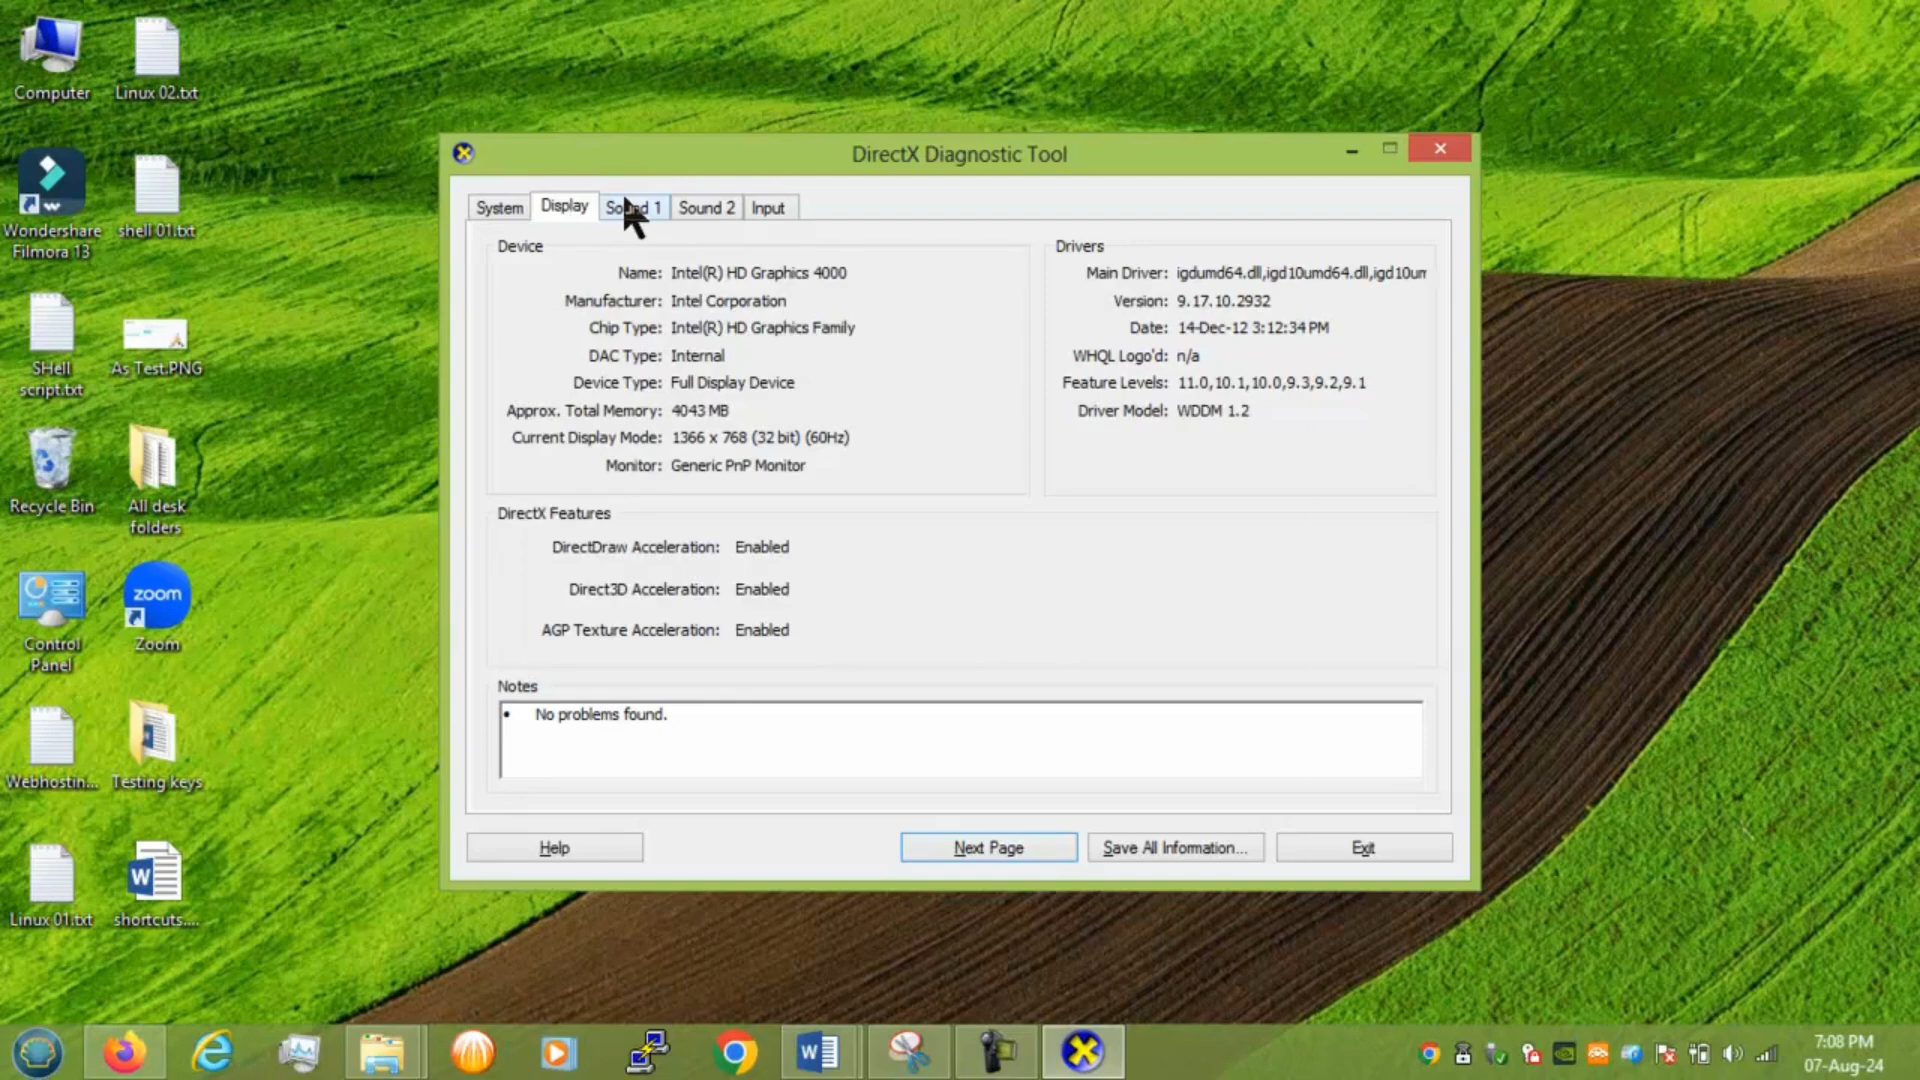 Computer
Linux 02.txt
Wondershare
Filmora 13
shell 01.txt
SHell
script.txt
As Test.PNG
Recycle Bin
All desk
folders
Control
Panel
zoom
Zoom
Webhostin...
Testing keys
Linux 01.txt
W
shortcuts....
DirectX Diagnostic Tool
System
Display
Sound 1
Sound 2
Input
Device
Name: Intel(R) HD Graphics 4000
Manufacturer: Intel Corporation
Chip Type: Intel(R) HD Graphics Family
DAC Type: Internal
Device Type: Full Display Device
Approx. Total Memory: 4043 MB
Current Display Mode: 1366 x 768 (32 bit) (60Hz)
Monitor: Generic PnP Monitor
Drivers
Main Driver: igdumd64.dll,igd10umd64.dll,igd10um
Version: 9.17.10.2932
Date: 14-Dec-12 3:12:34 PM
WHQL Logo'd: n/a
Feature Levels: 11.0,10.1,10.0,9.3,9.2,9.1
Driver Model: WDDM 1.2
DirectX Features
DirectDraw Acceleration: Enabled
Direct3D Acceleration: Enabled
AGP Texture Acceleration: Enabled
Notes
• No problems found.
Help
Next Page
Save All Information...
Exit
W
7:08 PM
07-Aug-24